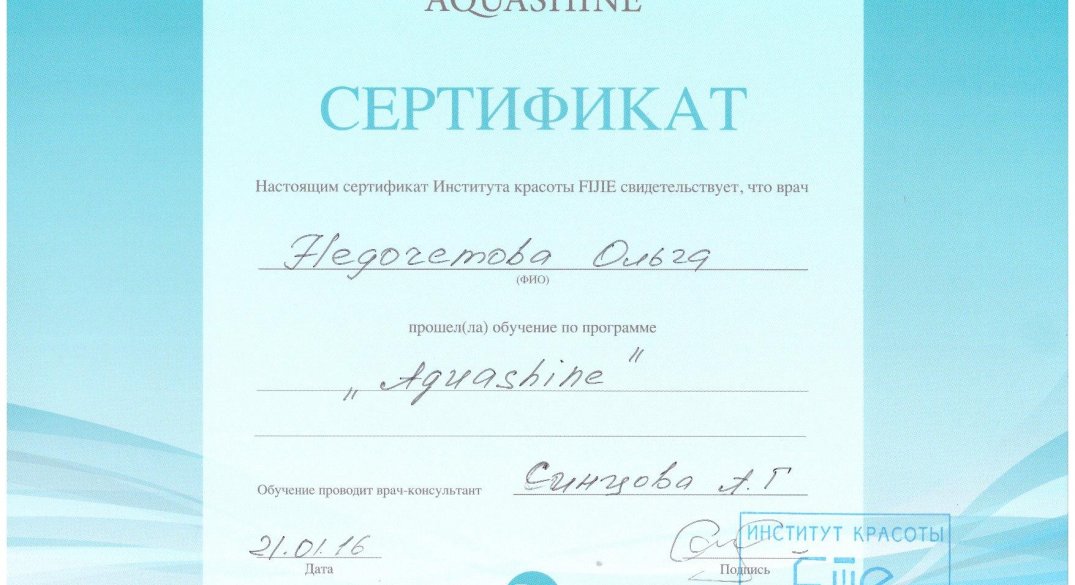 AQUASHINE
СЕРТИФИКАТ
Настоящим сертификат Института красоты FIJIE свидетельствует, что врач
Недочетова Ольга
(ФИО)
прошел(ла) обучение по программе
„Aquashine"
Обучение проводит врач-консультант Синцова А.Г
21.01.16
Дата
Подпись
ИНСТИТУТ КРАСОТЫ
Fijie